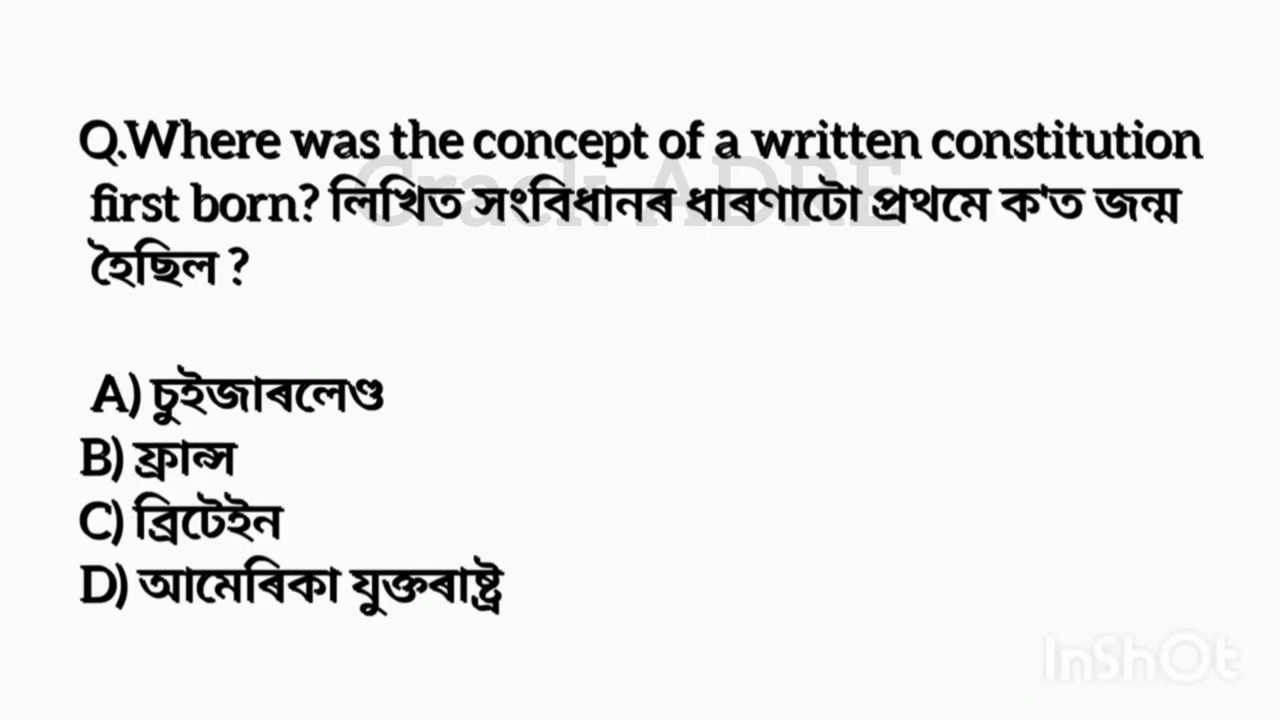 Q.Where was the concept of a written constitution
first born? লিখিত সংবিধানৰ ধাৰণাটো প্ৰথমে ক'ত জন্ম
হৈছিল ?
A) চুইজাৰলেণ্ড
B) ফ্ৰান্স
C) ব্ৰিটেইন
D) আমেৰিকা যুক্তৰাষ্ট্ৰ
Crack ADRE
InShOt